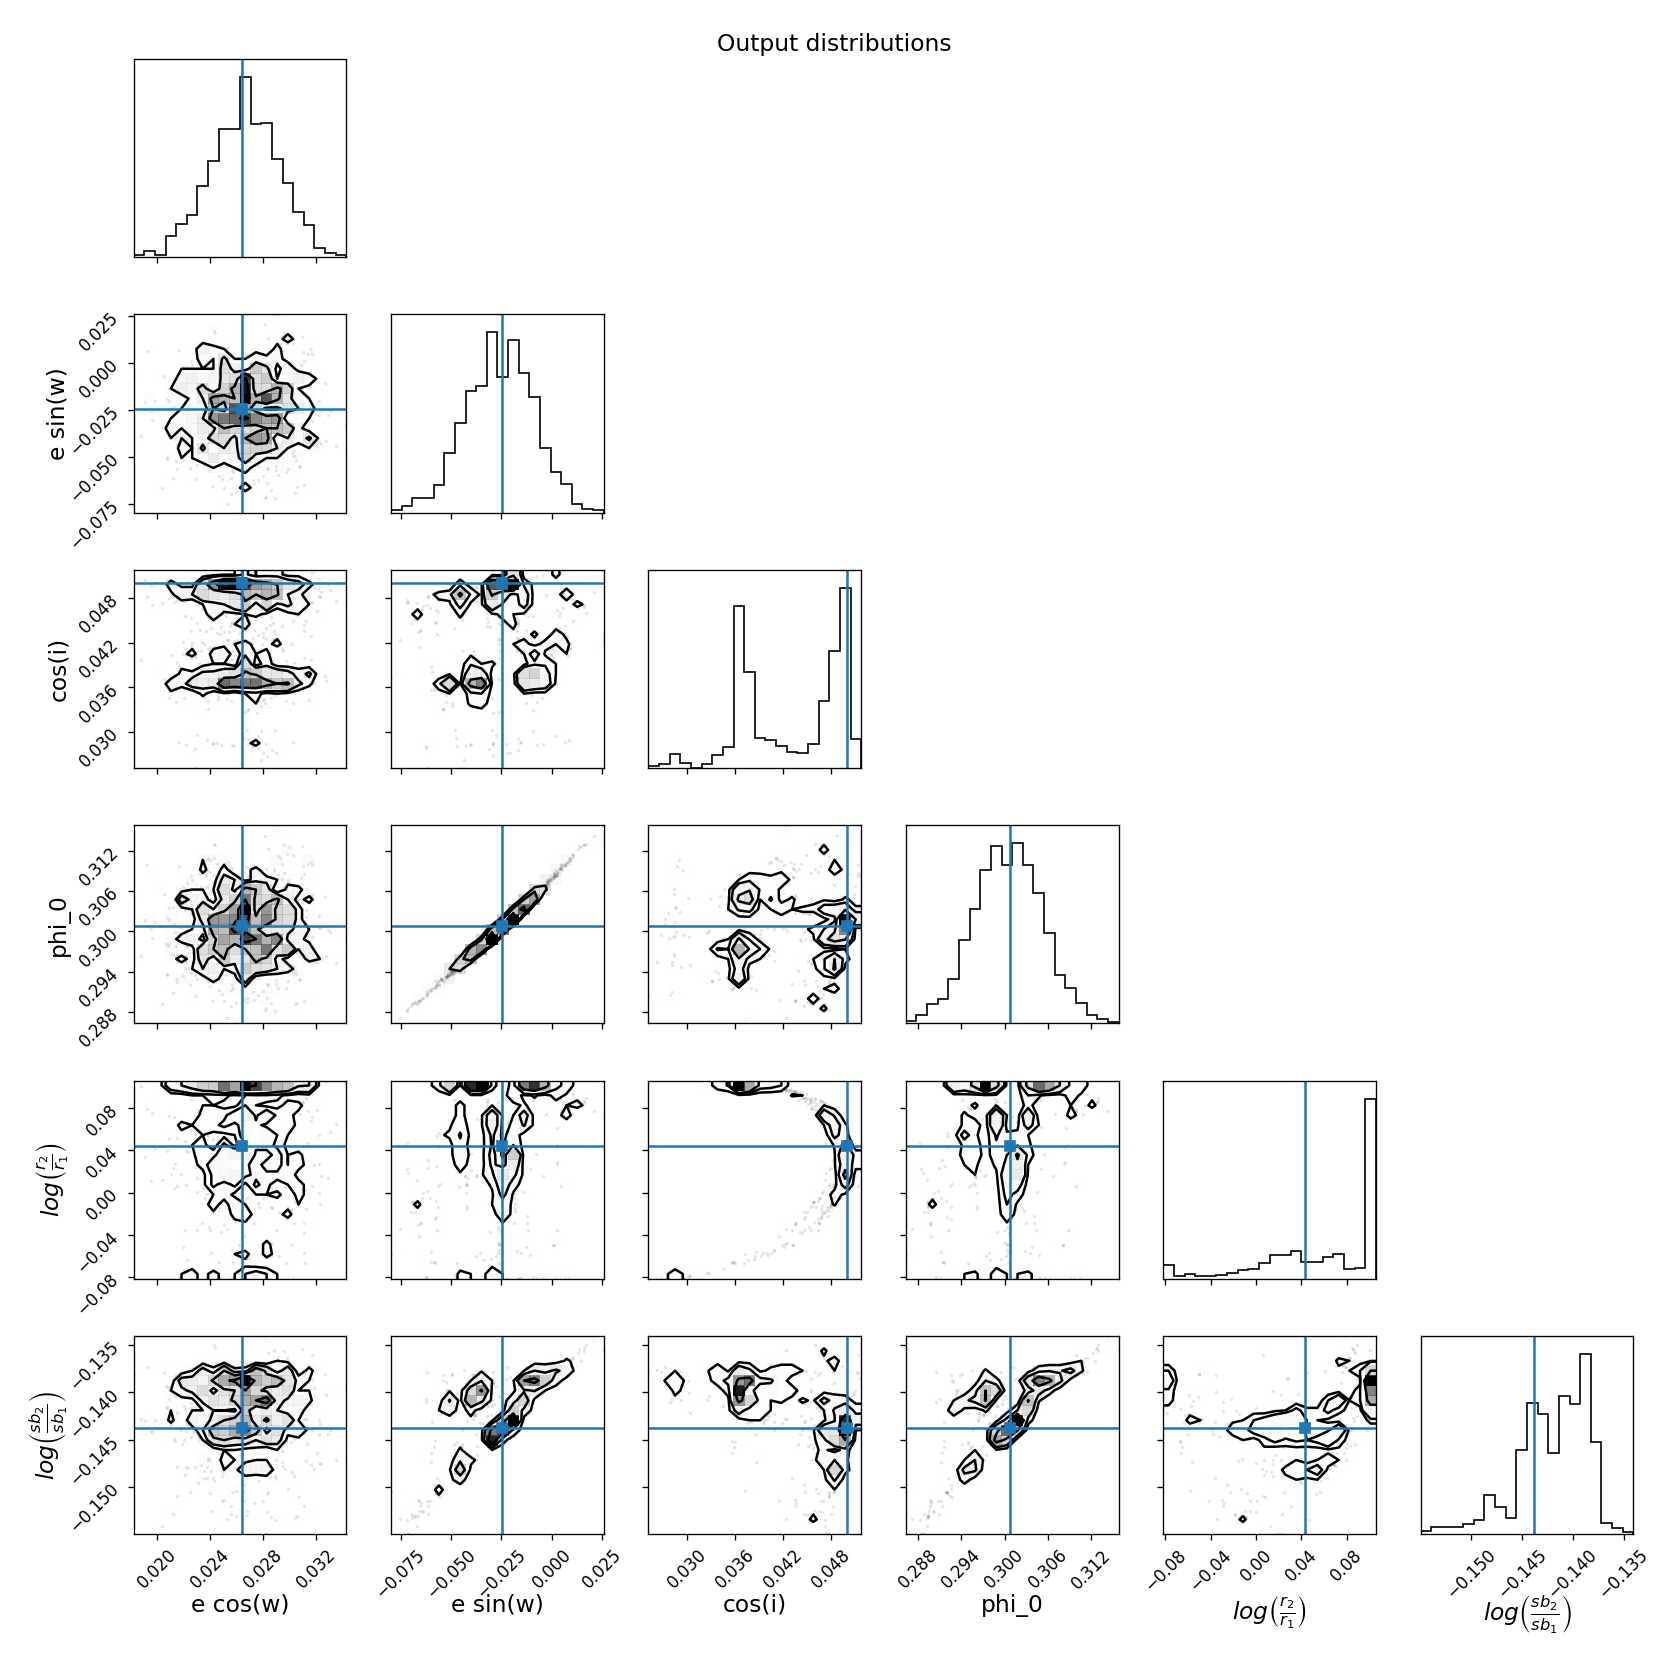 Output distributions
e sin(w)
0.025
0.000
−0.025
−0.050
−0.075
cos(i)
0.048
0.042
0.036
0.030
phi_0
0.312
0.306
0.300
0.294
0.288
log(r₂/r₁)
0.08
0.04
0.00
−0.04
−0.08
log(sb₂/sb₁)
−0.135
−0.140
−0.145
−0.150
0.020 0.024 0.028 0.032
−0.075 −0.050 −0.025 0.000 0.025
0.030 0.036 0.042 0.048
0.288 0.294 0.300 0.306 0.312
−0.08 −0.04 0.00 0.04 0.08
−0.150 −0.145 −0.140 −0.135
e cos(w) e sin(w) cos(i) phi_0 log(r₂/r₁) log(sb₂/sb₁)